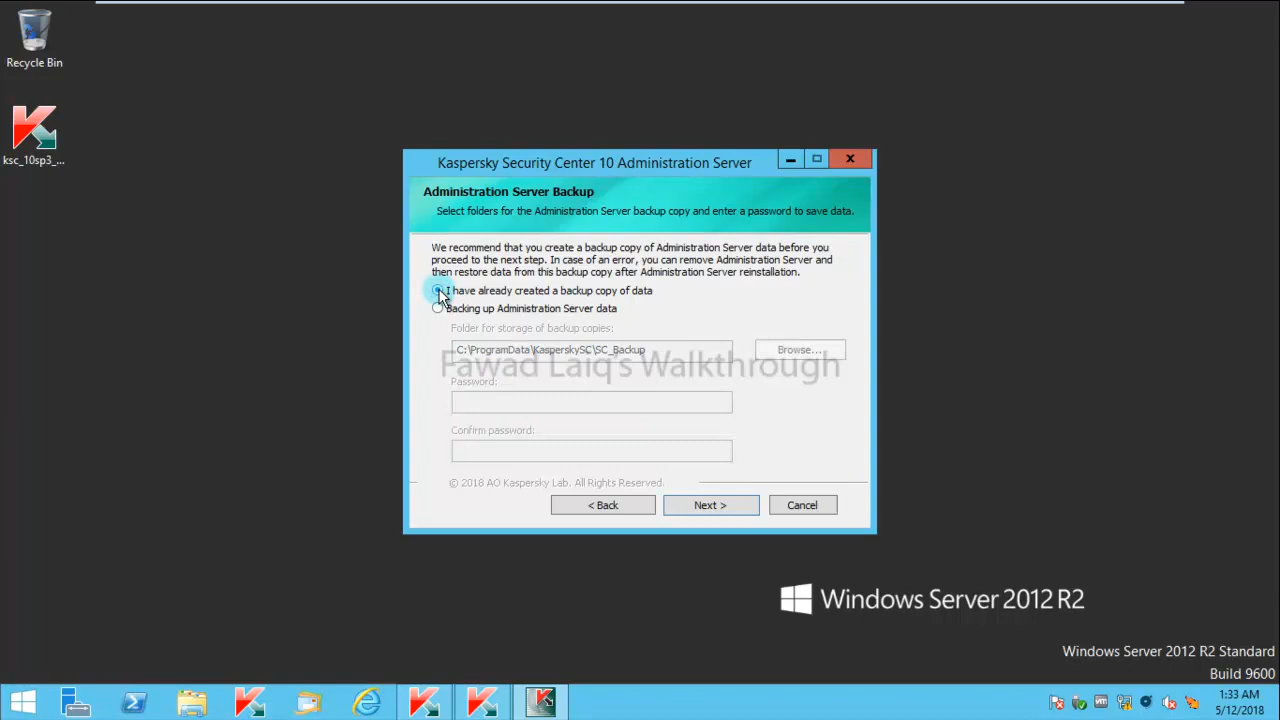 Recycle Bin
ksc_10sp3_...
Kaspersky Security Center 10 Administration Server
Administration Server Backup
Select folders for the Administration Server backup copy and enter a password to save data.
We recommend that you create a backup copy of Administration Server data before you
proceed to the next step. In case of an error, you can remove Administration Server and
then restore data from this backup copy after Administration Server reinstallation.
I have already created a backup copy of data
Backing up Administration Server data
Folder for storage of backup copies:
C:\ProgramData\KasperskySC\SC_Backup
Browse...
Fawad Laiq's Walkthrough
Password:
Confirm password:
© 2018 AO Kaspersky Lab. All Rights Reserved.
< Back
Next >
Cancel
Windows Server 2012 R2
Windows Server 2012 R2 Standard
Build 9600
1:33 AM
5/12/2018